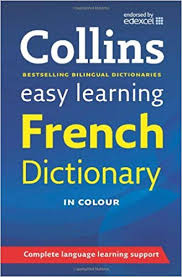 endorsed by
edexcel
Collins
BESTSELLING BILINGUAL DICTIONARIES
easy learning
French
Dictionary
IN COLOUR
Complete language learning support